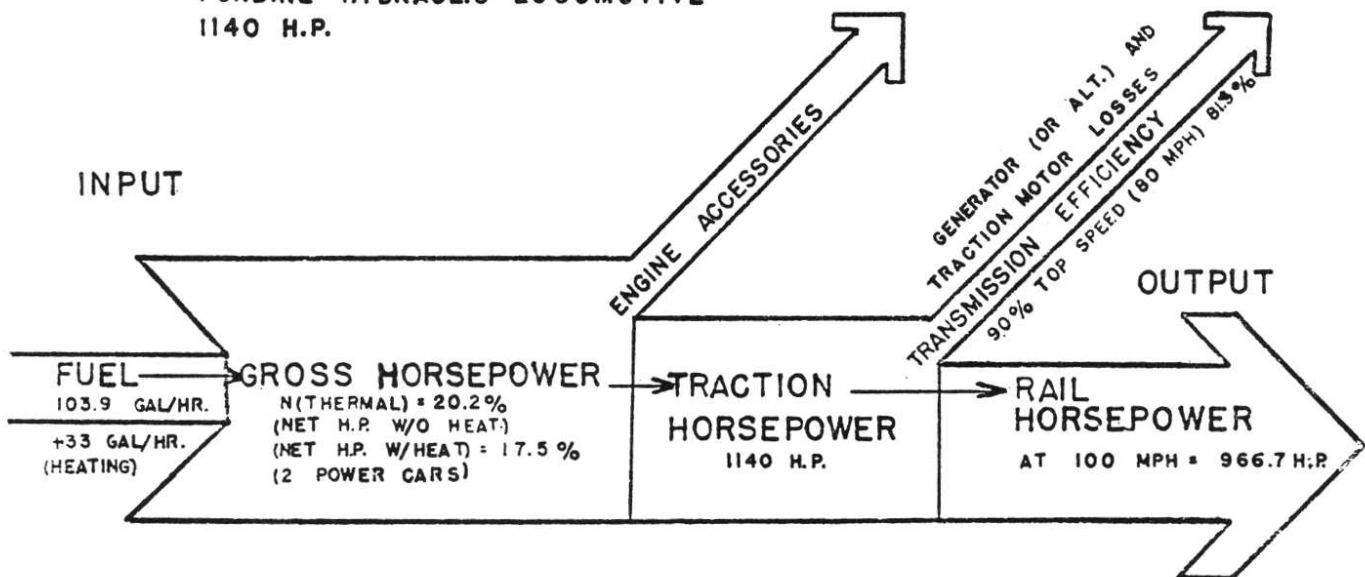 1140 H.P.
INPUT
ENGINE ACCESSORIES
GENERATOR (OR ALT.) AND
TRACTION MOTOR LOSSES
TRANSMISSION EFFICIENCY
90% TOP SPEED (80 MPH) 81.5%
OUTPUT
FUEL
103.9 GAL/HR.
+33 GAL/HR.
(HEATING)
GROSS HORSEPOWER
N(THERMAL) = 20.2%
(NET H.P. W/O HEAT)
(NET H.P. W/HEAT) = 17.5%
(2 POWER CARS)
TRACTION
HORSEPOWER
1140 H.P.
RAIL
HORSEPOWER
AT 100 MPH = 966.7 H.P.